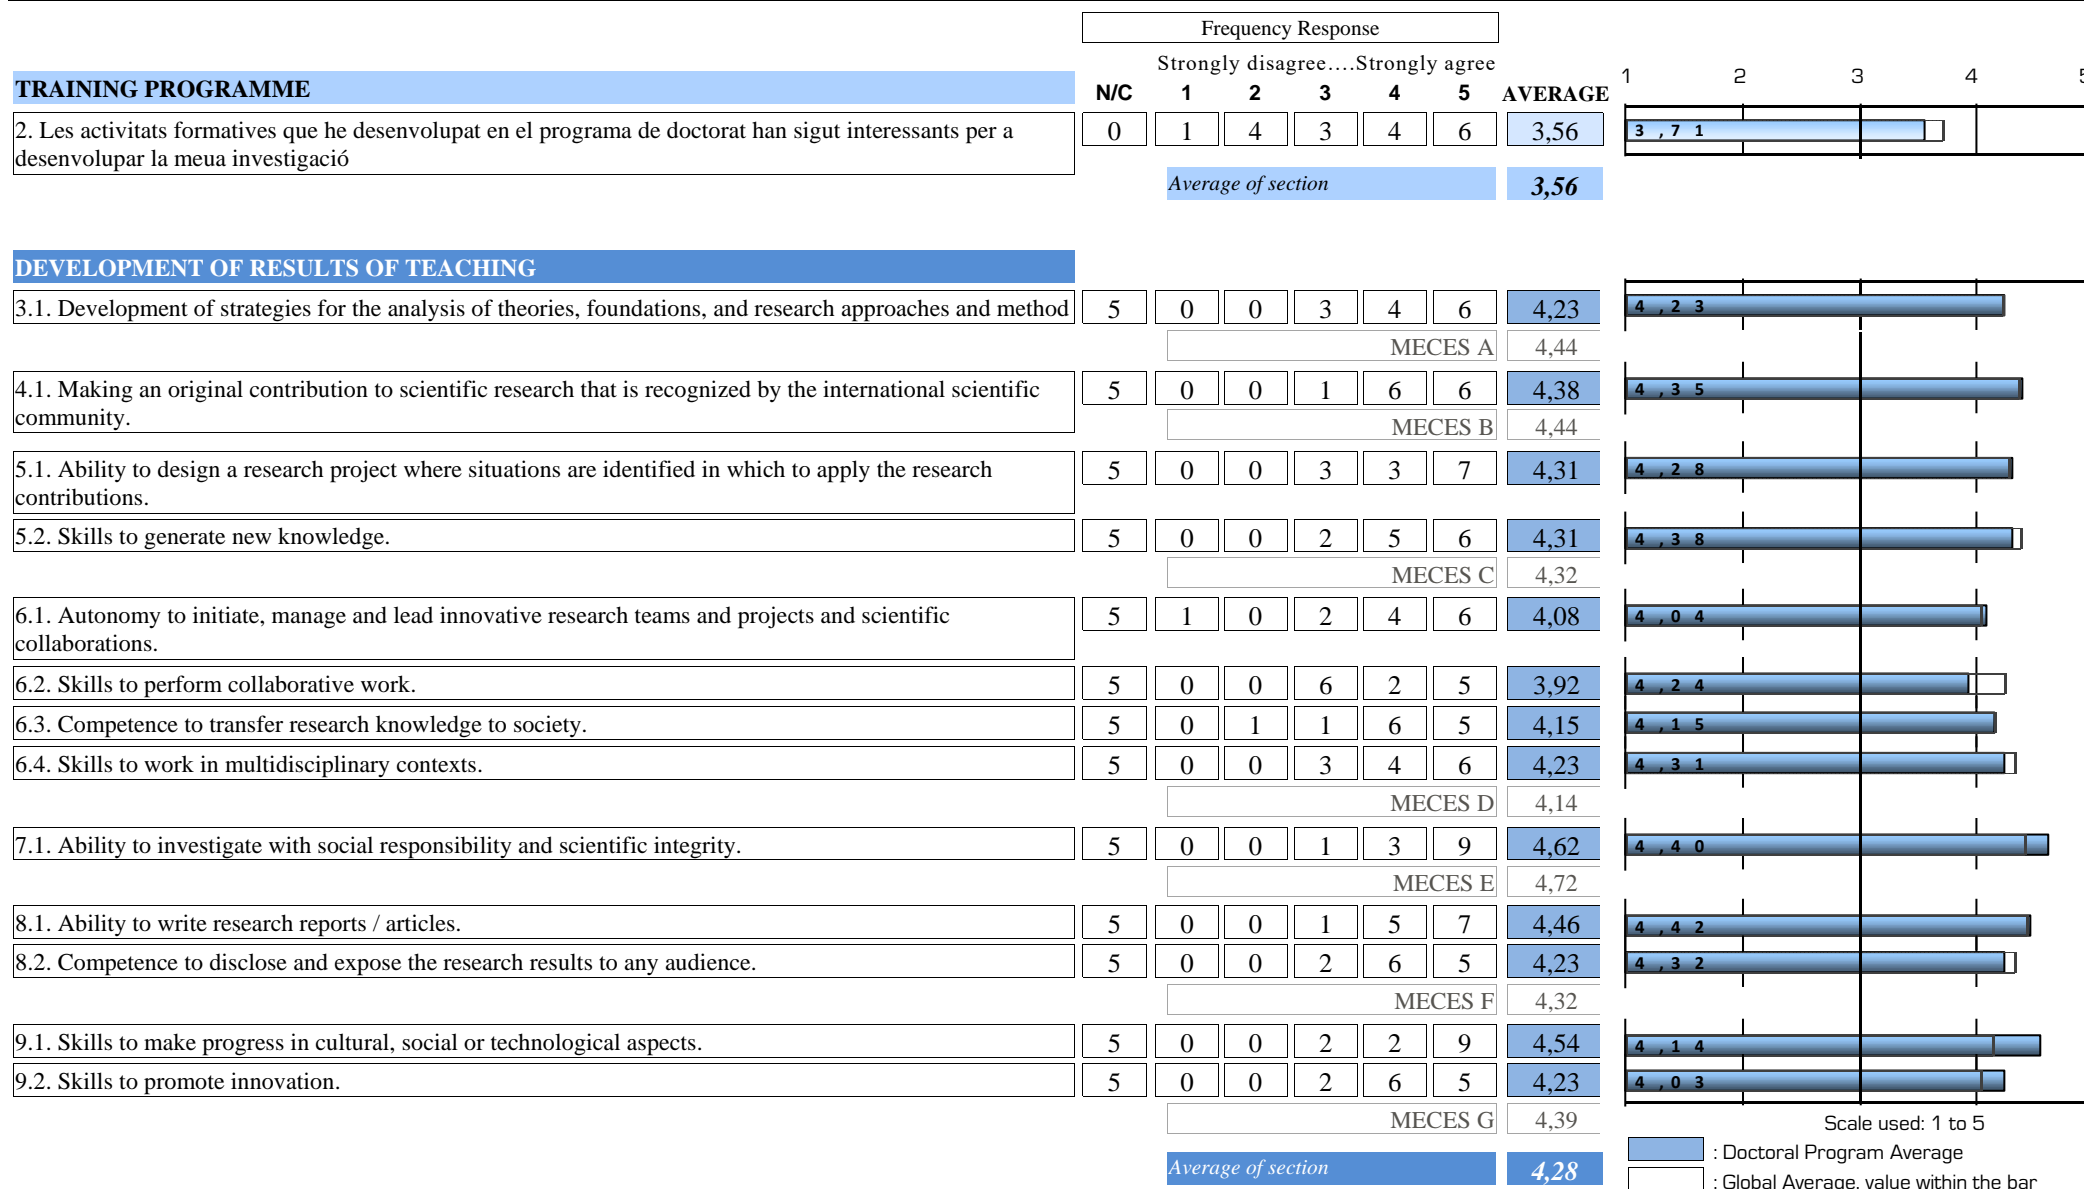 Frequency Response
Strongly disagree....Strongly agree
TRAINING PROGRAMME N/C 1 2 3 4 5 AVERAGE 1 2 3 4 5
2. Les activitats formatives que he desenvolupat en el programa de doctorat han sigut interessants per a 0 1 4 3 4 6 3,56 3,71
desenvolupar la meua investigació
Average of section 3,56
DEVELOPMENT OF RESULTS OF TEACHING
3.1. Development of strategies for the analysis of theories, foundations, and research approaches and method 5 0 0 3 4 6 4,23 4,23
MECES A 4,44
4.1. Making an original contribution to scientific research that is recognized by the international scientific 5 0 0 1 6 6 4,38 4,35
community.
MECES B 4,44
5.1. Ability to design a research project where situations are identified in which to apply the research 5 0 0 3 3 7 4,31 4,28
contributions.
5.2. Skills to generate new knowledge. 5 0 0 2 5 6 4,31 4,38
MECES C 4,32
6.1. Autonomy to initiate, manage and lead innovative research teams and projects and scientific 5 1 0 2 4 6 4,08 4,04
collaborations.
6.2. Skills to perform collaborative work. 5 0 0 6 2 5 3,92 4,24
6.3. Competence to transfer research knowledge to society. 5 0 1 1 6 5 4,15 4,15
6.4. Skills to work in multidisciplinary contexts. 5 0 0 3 4 6 4,23 4,31
MECES D 4,14
7.1. Ability to investigate with social responsibility and scientific integrity. 5 0 0 1 3 9 4,62 4,40
MECES E 4,72
8.1. Ability to write research reports / articles. 5 0 0 1 5 7 4,46 4,42
8.2. Competence to disclose and expose the research results to any audience. 5 0 0 2 6 5 4,23 4,32
MECES F 4,32
9.1. Skills to make progress in cultural, social or technological aspects. 5 0 0 2 2 9 4,54 4,14
9.2. Skills to promote innovation. 5 0 0 2 6 5 4,23 4,03
MECES G 4,39
Scale used: 1 to 5
Average of section 4,28
: Doctoral Program Average
: Global Average, value within the bar